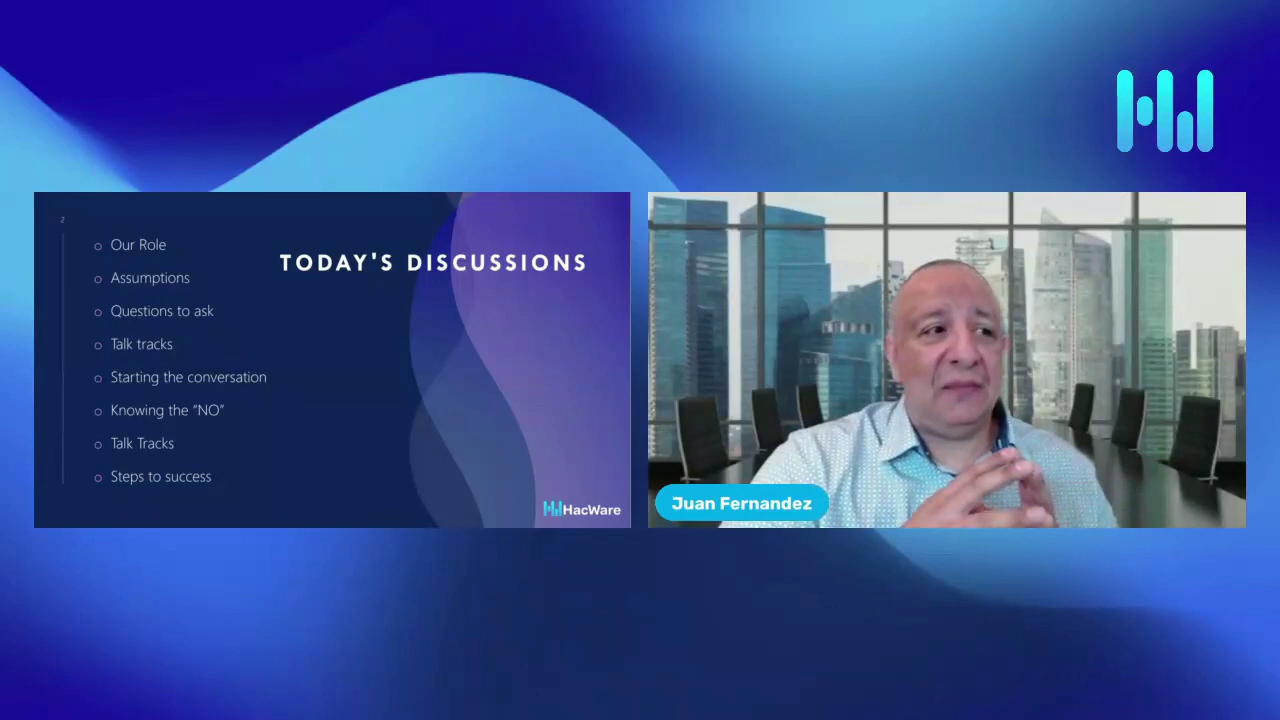 2
Our Role
TODAY'S DISCUSSIONS
Assumptions
Questions to ask
Talk tracks
Starting the conversation
Knowing the “NO”
Talk Tracks
Steps to success
HacWare
Juan Fernandez